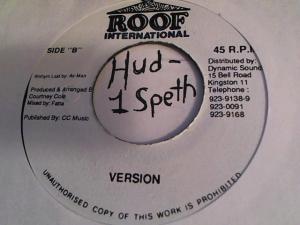 ROOF
INTERNATIONAL
SIDE "B"
45 R.P.
Hud-
1 Speth
Distributed by:
Dynamic Sound
15 Bell Road
Kingston 11
Telephone :
923-9138-9
923-0091
923-9168
Produced & Arranged B
Courtney Cole
Mixed by: Fatta
Published By: CC Music
VERSION
UNAUTHORISED COPY OF THIS WORK IS PROHIBITED